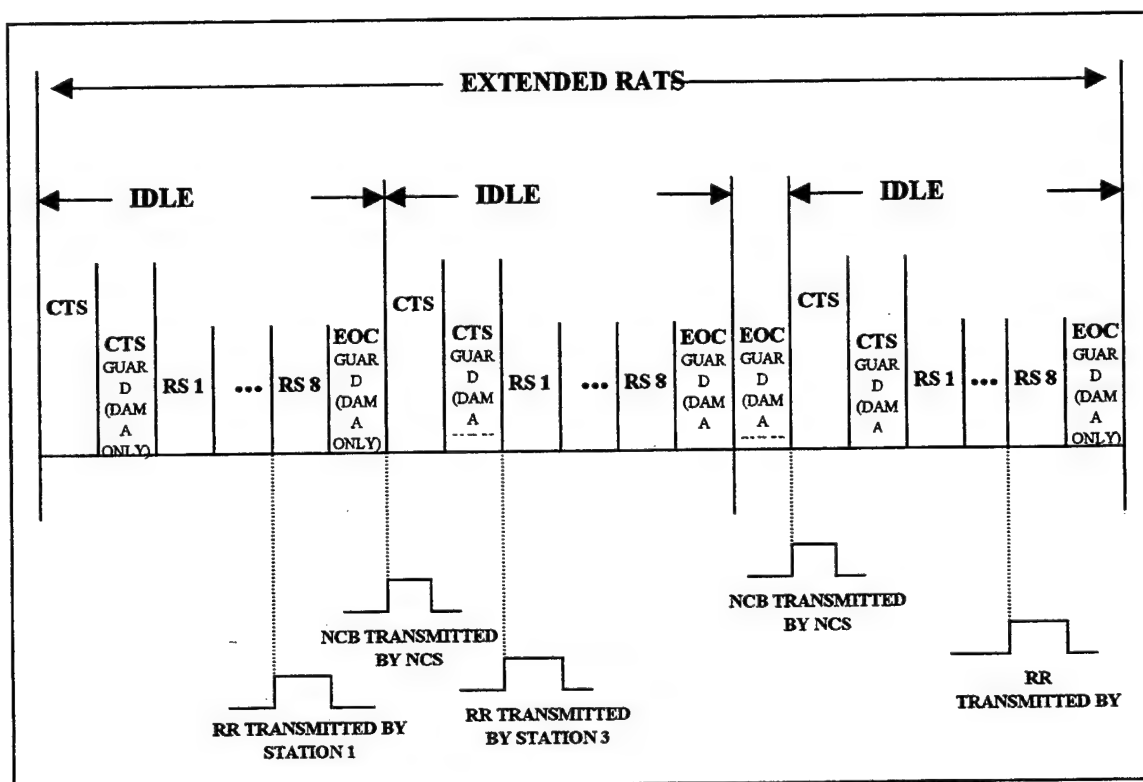 EXTENDED RATS
IDLE
IDLE
IDLE
CTS
CTS
GUAR
D
(DAM
A
ONLY)
RS 1
...
RS 8
EOC
GUAR
D
(DAM
A
ONLY)
CTS
CTS
GUAR
D
(DAM
A
RS 1
...
RS 8
EOC
GUAR
D
(DAM
A
EOC
GUAR
D
(DAM
A
CTS
CTS
GUAR
D
(DAM
A
RS 1
...
RS 8
EOC
GUAR
D
(DAM
A
ONLY)
NCB TRANSMITTED
BY NCS
RR TRANSMITTED BY
STATION 1
RR TRANSMITTED
BY STATION 3
NCB TRANSMITTED
BY NCS
RR
TRANSMITTED BY